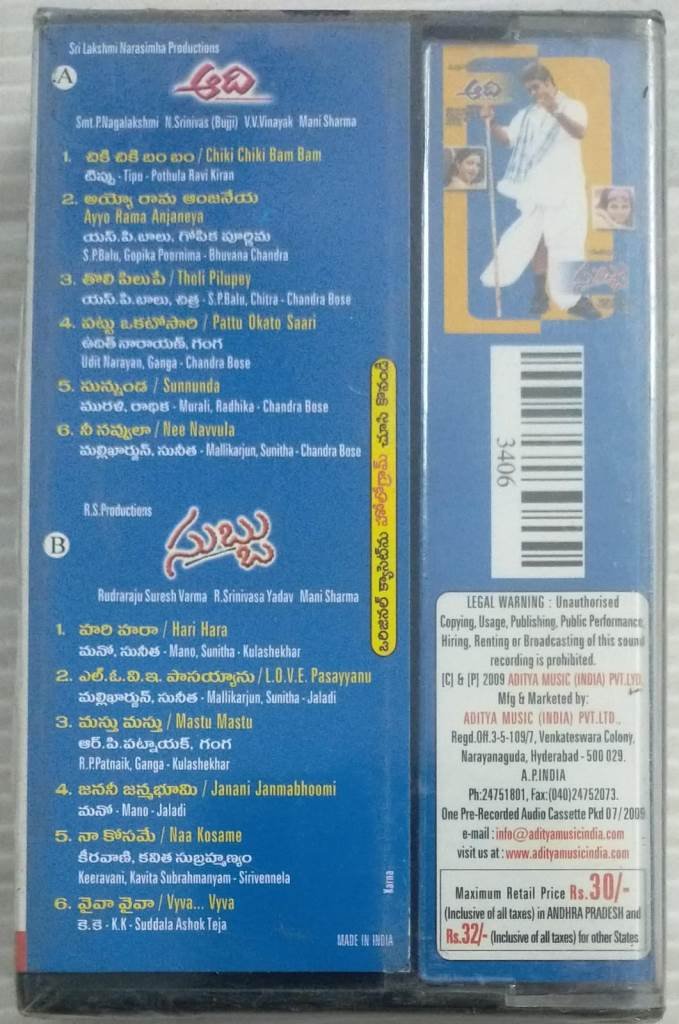 Sri Lakshmi Narasimha Productions
A
ఆది
Smt.P.Nagalakshmi N.Srinivas (Bujji) V.V.Vinayak Mani Sharma
1. చికి చికి బం బం / Chiki Chiki Bam Bam
టిప్పు - Tipu - Pothula Ravi Kiran
2. అయ్యో రామ ఆంజనేయ
Ayyo Rama Anjaneya
యస్.పి.బాలు, గోపిక పూర్ణిమ
S.P.Balu, Gopika Poornima - Bhuvana Chandra
3. తొలి పిలుపే / Tholi Pilupey
యస్.పి.బాలు, చిత్ర - S.P.Balu, Chitra - Chandra Bose
4. పట్టు ఒకటోసారి / Pattu Okato Saari
ఉదిత్ నారాయణ్, గంగ
Udit Narayan, Ganga - Chandra Bose
5. సున్నుండ / Sunnunda
మురళి, రాధిక - Murali, Radhika - Chandra Bose
6. నీ నవ్వులా / Nee Navvula
మల్లిఖార్జున్, సునీత - Mallikarjun, Sunitha - Chandra Bose
R.S.Productions
B
సుబ్బు
Rudraraju Suresh Varma R.Srinivasa Yadav Mani Sharma
1. హరి హరా / Hari Hara
మనో, సునీత - Mano, Sunitha - Kulashekhar
2. ఎల్.ఓ.వి.ఇ. పాసయ్యాను / L.O.V.E. Pasayyanu
మల్లిఖార్జున్, సునీత - Mallikarjun, Sunitha - Jaladi
3. మస్తు మస్తు / Mastu Mastu
ఆర్.పి.పట్నాయక్, గంగ
R.P.Patnaik, Ganga - Kulashekhar
4. జననీ జన్మభూమి / Janani Janmabhoomi
మనో - Mano - Jaladi
5. నా కోసమే / Naa Kosame
కీరవాణి, కవిత సుబ్రహ్మణ్యం
Keeravani, Kavita Subrahmanyam - Sirivennela
6. వైవా వైవా / Vyva... Vyva
కె.కె - K.K - Suddala Ashok Teja
Karna
MADE IN INDIA
ఒరిజినల్ క్యాసెట్‌ను హోలోగ్రామ్ చూసి కొనండి
ఆది
సుబ్బు
3406
LEGAL WARNING : Unauthorised
Copying, Usage, Publishing, Public Performance,
Hiring, Renting or Broadcasting of this sound
recording is prohibited.
[C] & [P] 2009 ADITYA MUSIC (INDIA) PVT.LTD.
Mfg & Marketed by:
ADITYA MUSIC (INDIA) PVT.LTD.,
Regd.Off.3-5-109/7, Venkateswara Colony,
Narayanaguda, Hyderabad - 500 029.
A.P.INDIA
Ph:24751801, Fax:(040)24752073.
One Pre-Recorded Audio Cassette Pkd 07/2009
e-mail : info@adityamusicindia.com
visit us at : www.adityamusicindia.com
Maximum Retail Price Rs.30/-
(Inclusive of all taxes) in ANDHRA PRADESH and
Rs.32/- (Inclusive of all taxes) for other States